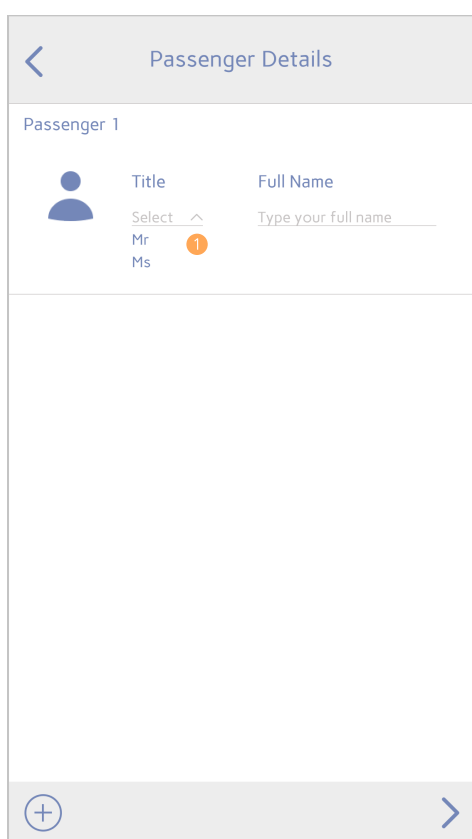 Passenger Details
Passenger 1
Title
Full Name
Select
Type your full name
Mr
1
Ms